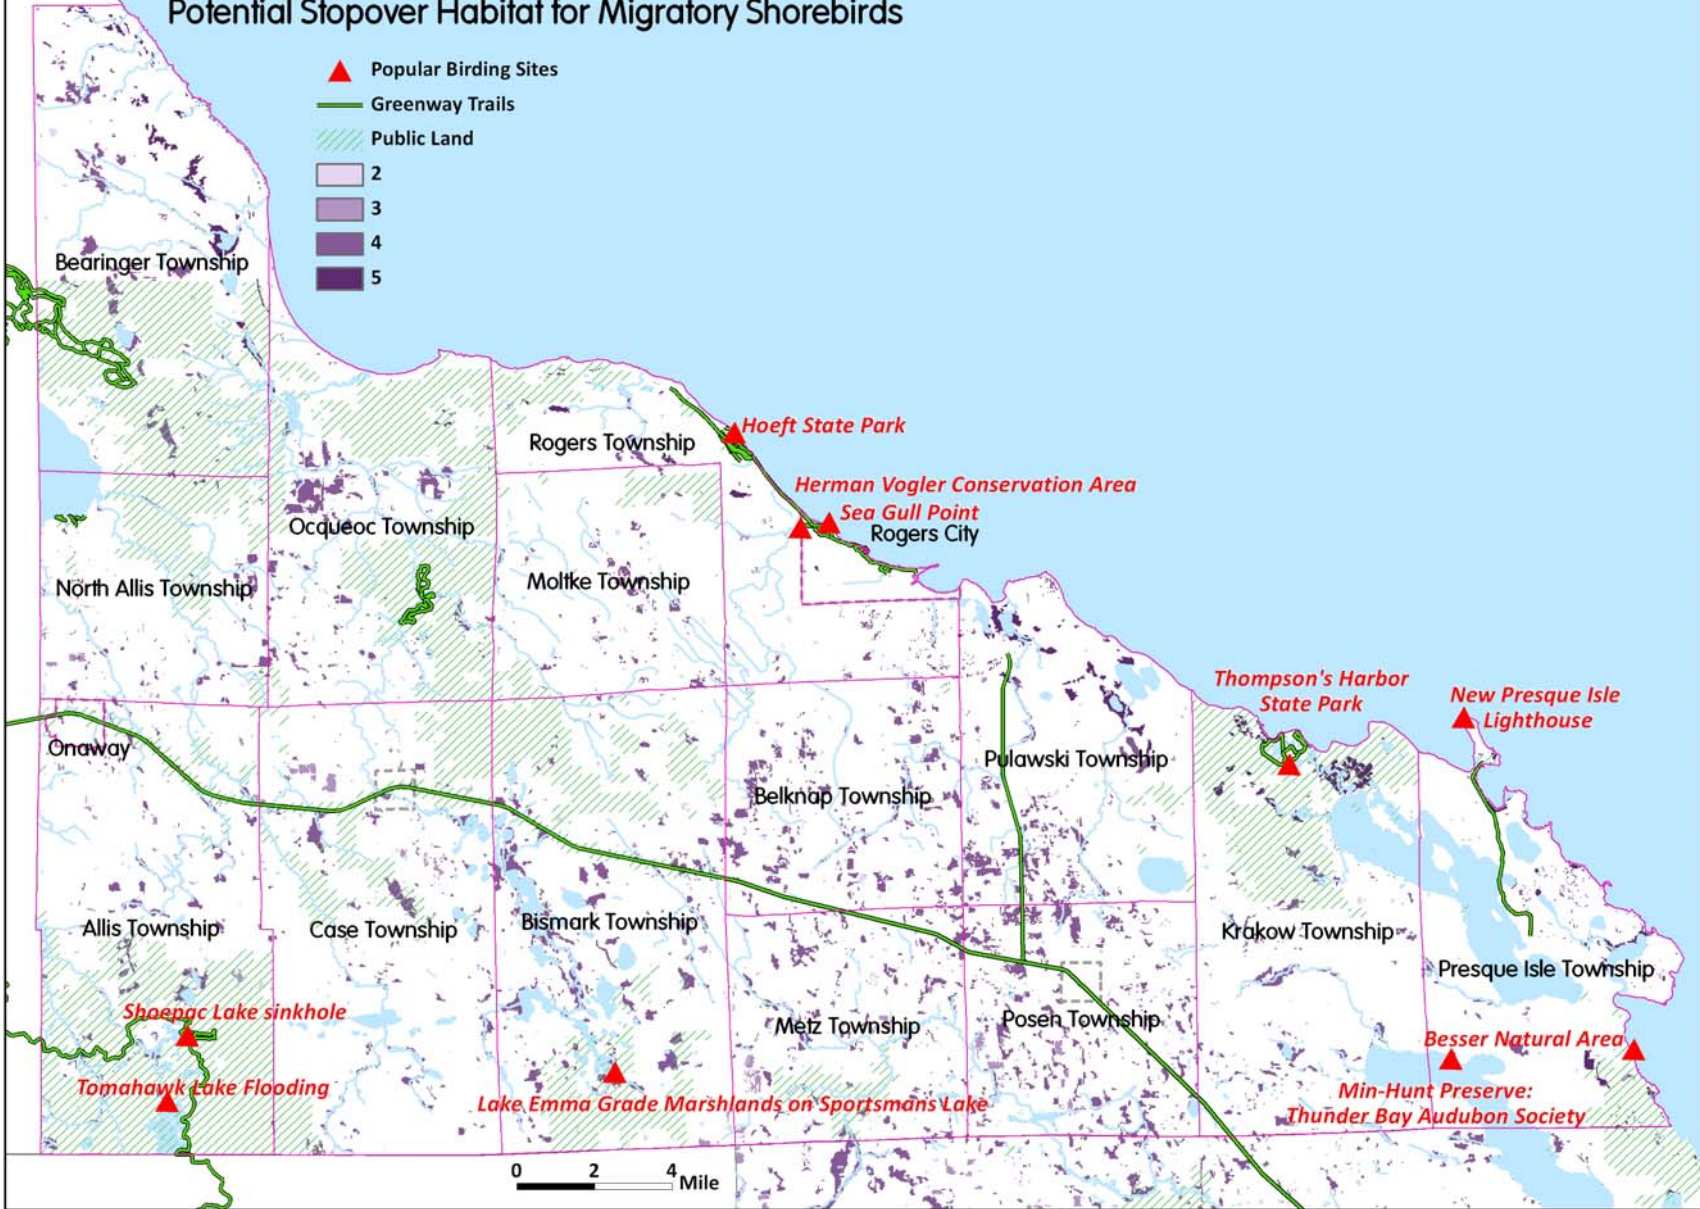 Potential Stopover Habitat for Migratory Shorebirds
Popular Birding Sites
Greenway Trails
Public Land
2
3
4
5
Bearinger Township
Hoeft State Park
Rogers Township
Herman Vogler Conservation Area
Sea Gull Point
Rogers City
Ocqueoc Township
North Allis Township
Moltke Township
Thompson's Harbor
State Park
New Presque Isle
Lighthouse
Onaway
Pulawski Township
Belknap Township
Allis Township
Case Township
Bismark Township
Krakow Township
Presque Isle Township
Shoepac Lake sinkhole
Metz Township
Posen Township
Besser Natural Area
Tomahawk Lake Flooding
Lake Emma Grade Marshlands on Sportsmans Lake
Min-Hunt Preserve:
Thunder Bay Audubon Society
0 2 4
Mile